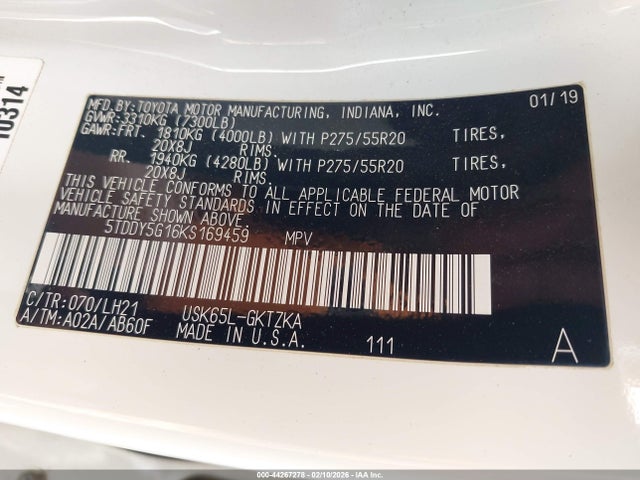 10314
MFD.BY:TOYOTA MOTOR MANUFACTURING, INDIANA, INC. 01/19
GVWR:3310KG (7300LB)
GAWR:FRT. 1810KG (4000LB) WITH P275/55R20 TIRES,
20X8J RIMS.
RR. 1940KG (4280LB) WITH P275/55R20 TIRES,
20X8J RIMS.
THIS VEHICLE CONFORMS TO ALL APPLICABLE FEDERAL MOTOR
VEHICLE SAFETY STANDARDS IN EFFECT ON THE DATE OF
MANUFACTURE SHOWN ABOVE.
5TDDY5G16KS169459 MPV
C/TR:070/LH21 USK65L-GKTZKA
A/TM:A02A/AB60F MADE IN U.S.A. 111 A
000-44267278 - 02/10/2026 - IAA Inc.